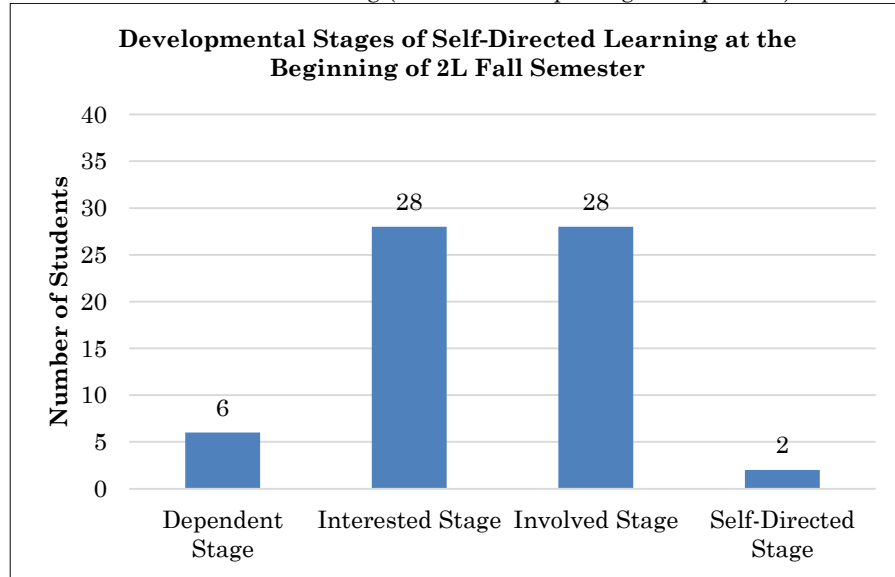 Developmental Stages of Self-Directed Learning at the
Beginning of 2L Fall Semester
Number of Students
40
35
30
25
20
15
10
5
0
6
28
28
2
Dependent Stage
Interested Stage
Involved Stage
Self-Directed Stage